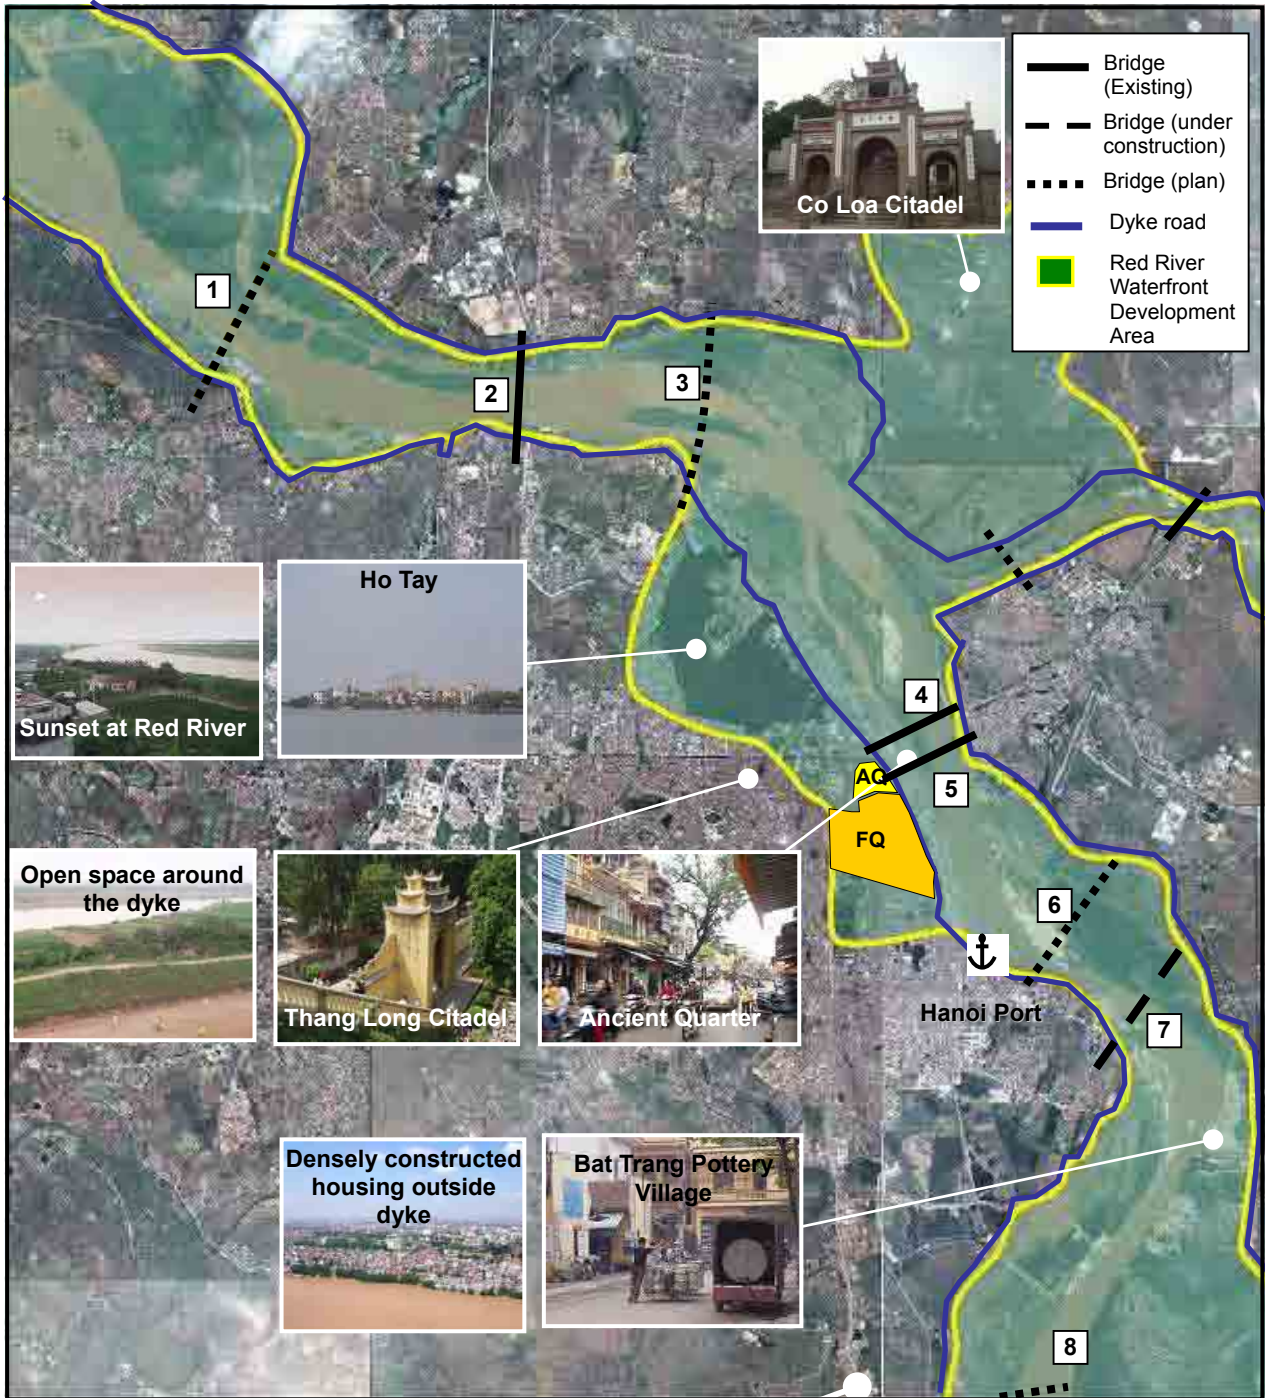 Bridge
(Existing)
Bridge (under
construction)
Bridge (plan)
Dyke road
Red River
Waterfront
Development
Area
Co Loa Citadel
1
2
3
Ho Tay
Sunset at Red River
4
AQ
5
FQ
Open space around
the dyke
Thang Long Citadel
Ancient Quarter
6
Hanoi Port
7
Densely constructed
housing outside
dyke
Bat Trang Pottery
Village
8